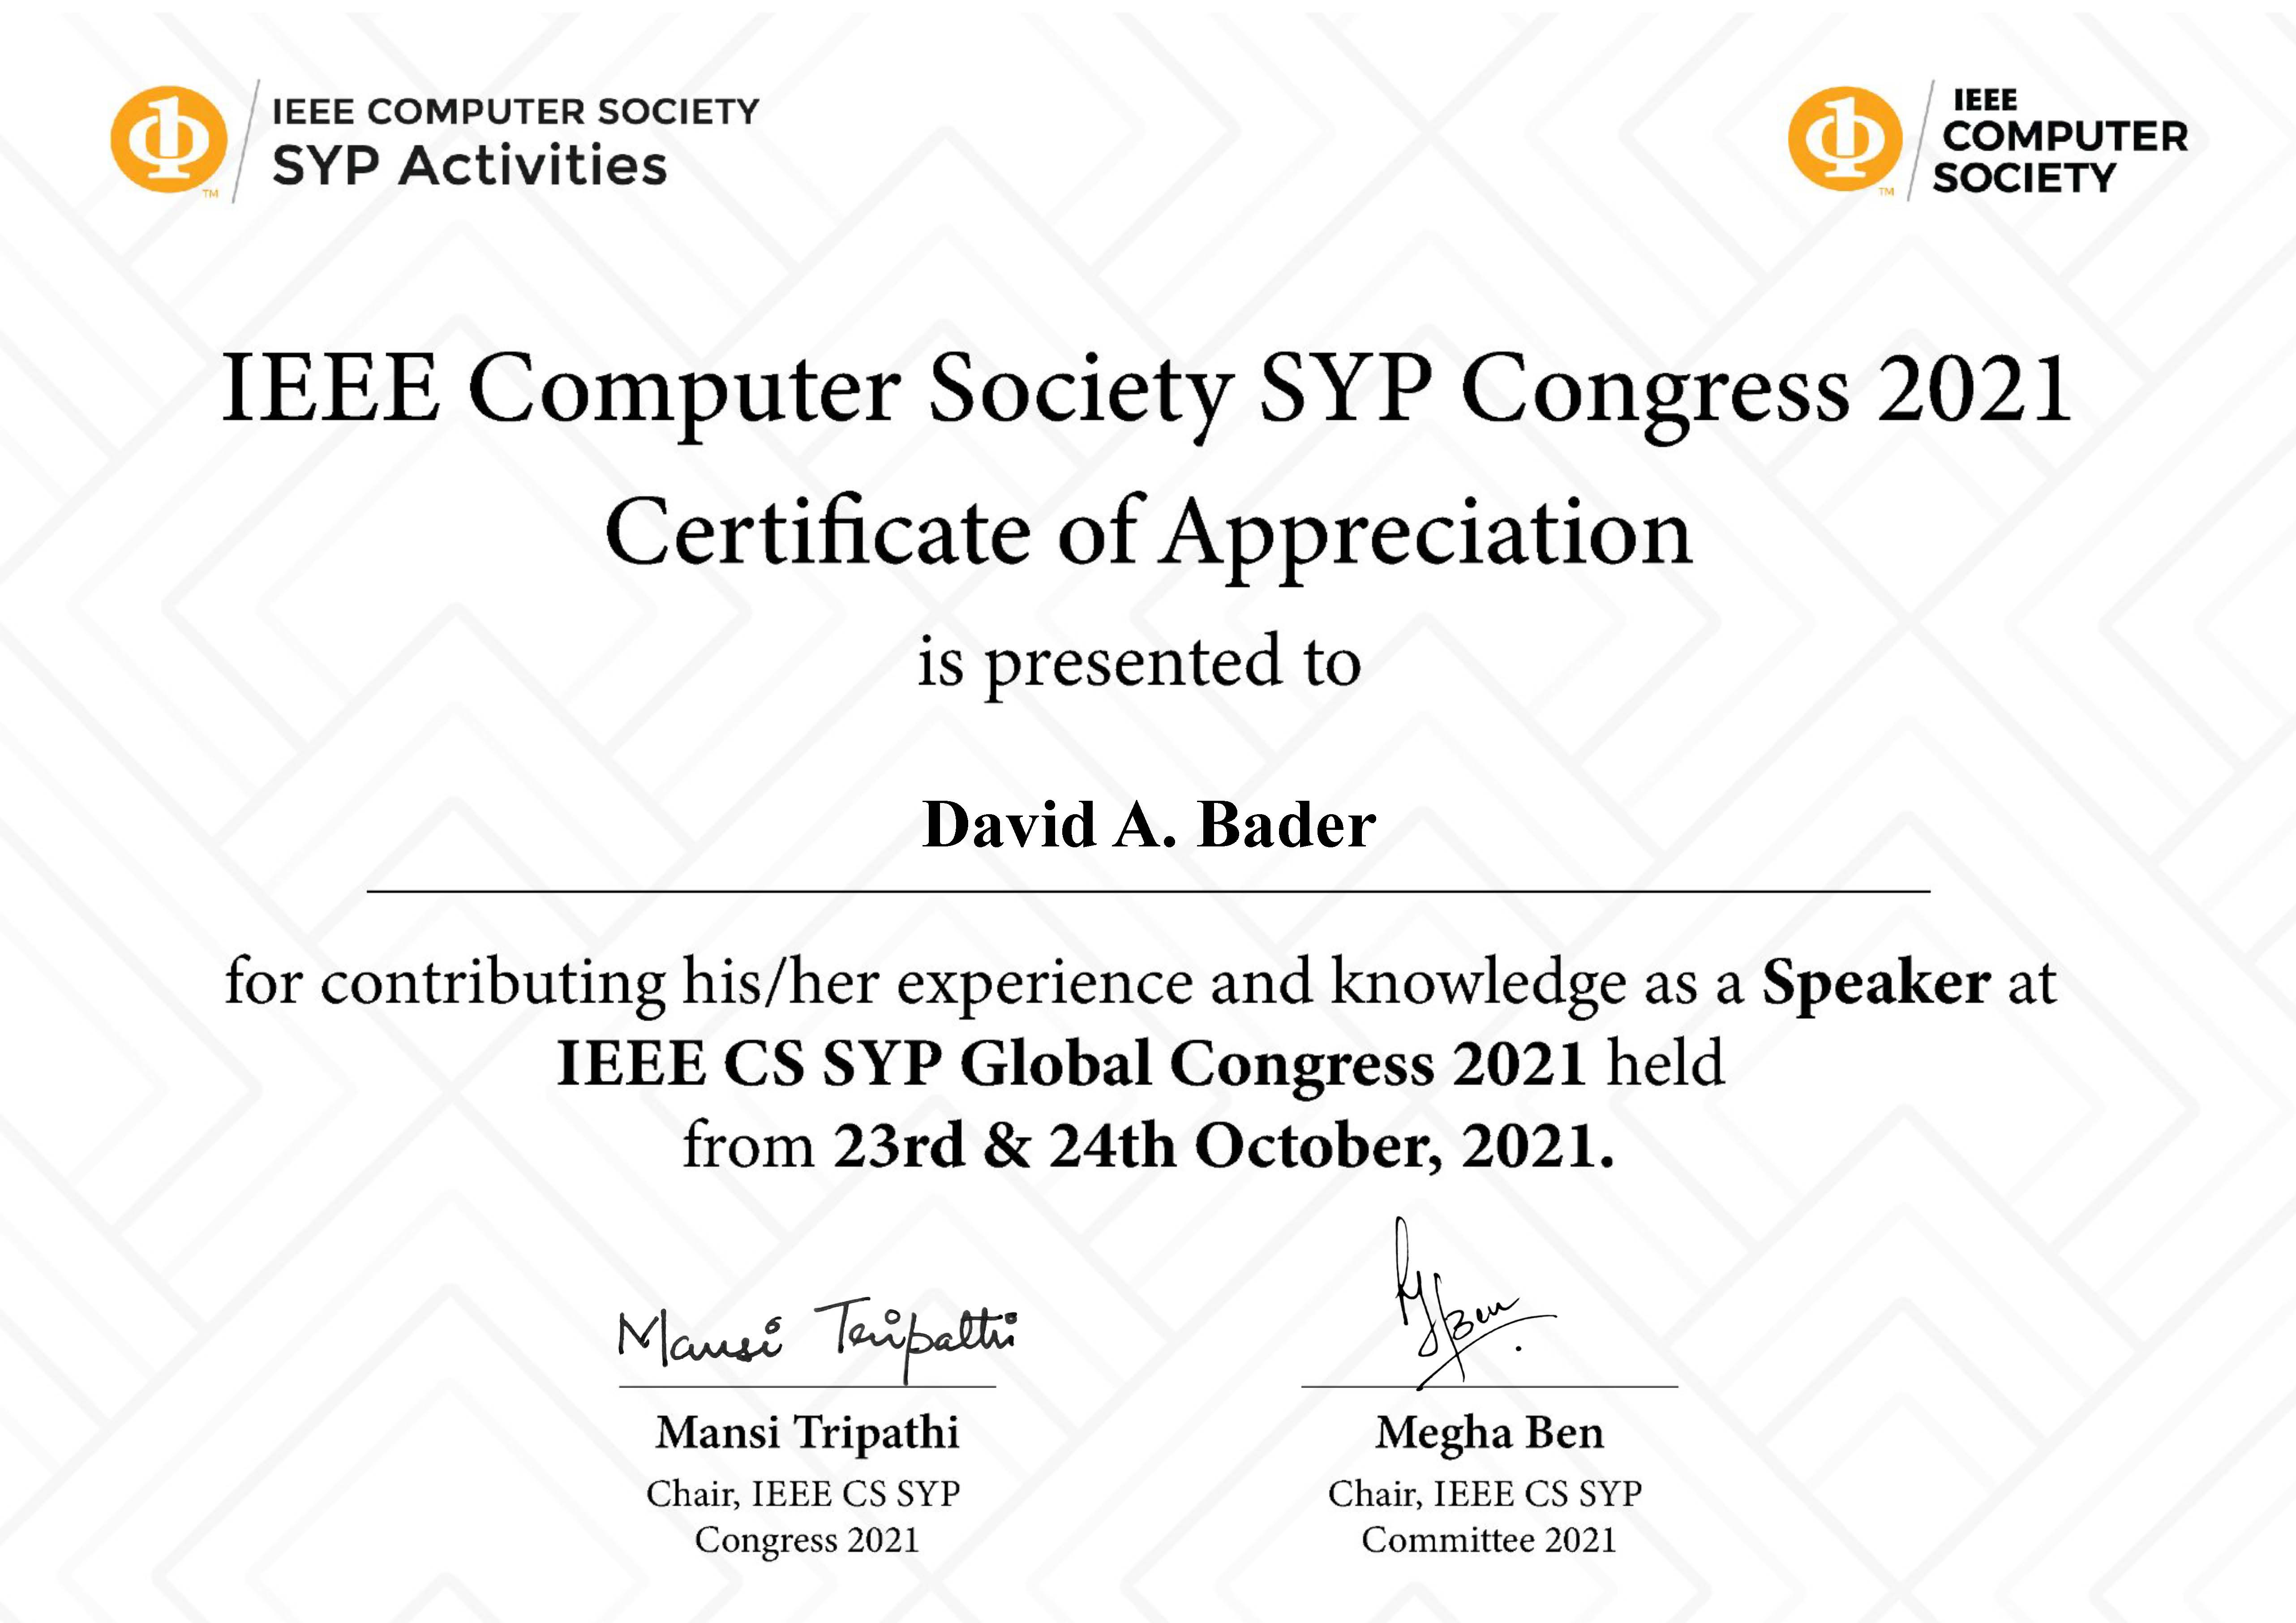 IEEE COMPUTER SOCIETY
SYP Activities
IEEE
COMPUTER
SOCIETY
IEEE Computer Society SYP Congress 2021
Certificate of Appreciation
is presented to
David A. Bader
for contributing his/her experience and knowledge as a Speaker at
IEEE CS SYP Global Congress 2021 held
from 23rd & 24th October, 2021.
Mansi Tripathi
Mansi Tripathi
Chair, IEEE CS SYP
Congress 2021
Ben
Megha Ben
Chair, IEEE CS SYP
Committee 2021